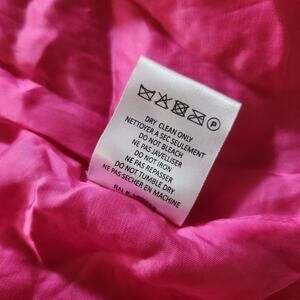 P
DRY CLEAN ONLY
NETTOYER A SEC SEULEMENT
DO NOT BLEACH
NE PAS JAVELLISER
DO NOT IRON
NE PAS REPASSER
DO NOT TUMBLE DRY
NE PAS SECHER EN MACHINE